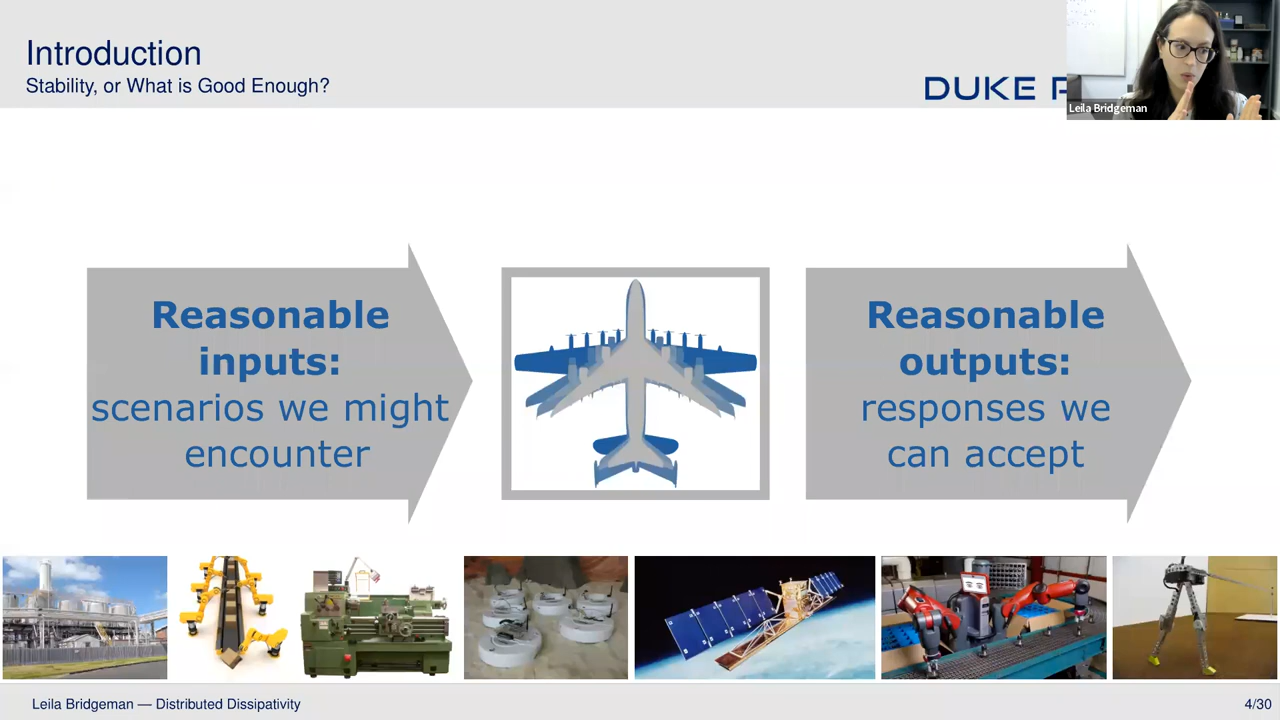 Introduction
Stability, or What is Good Enough?
DUKE
Leila Bridgeman
Reasonable
inputs:
scenarios we might
encounter
Reasonable
outputs:
responses we
can accept
Leila Bridgeman — Distributed Dissipativity
4/30